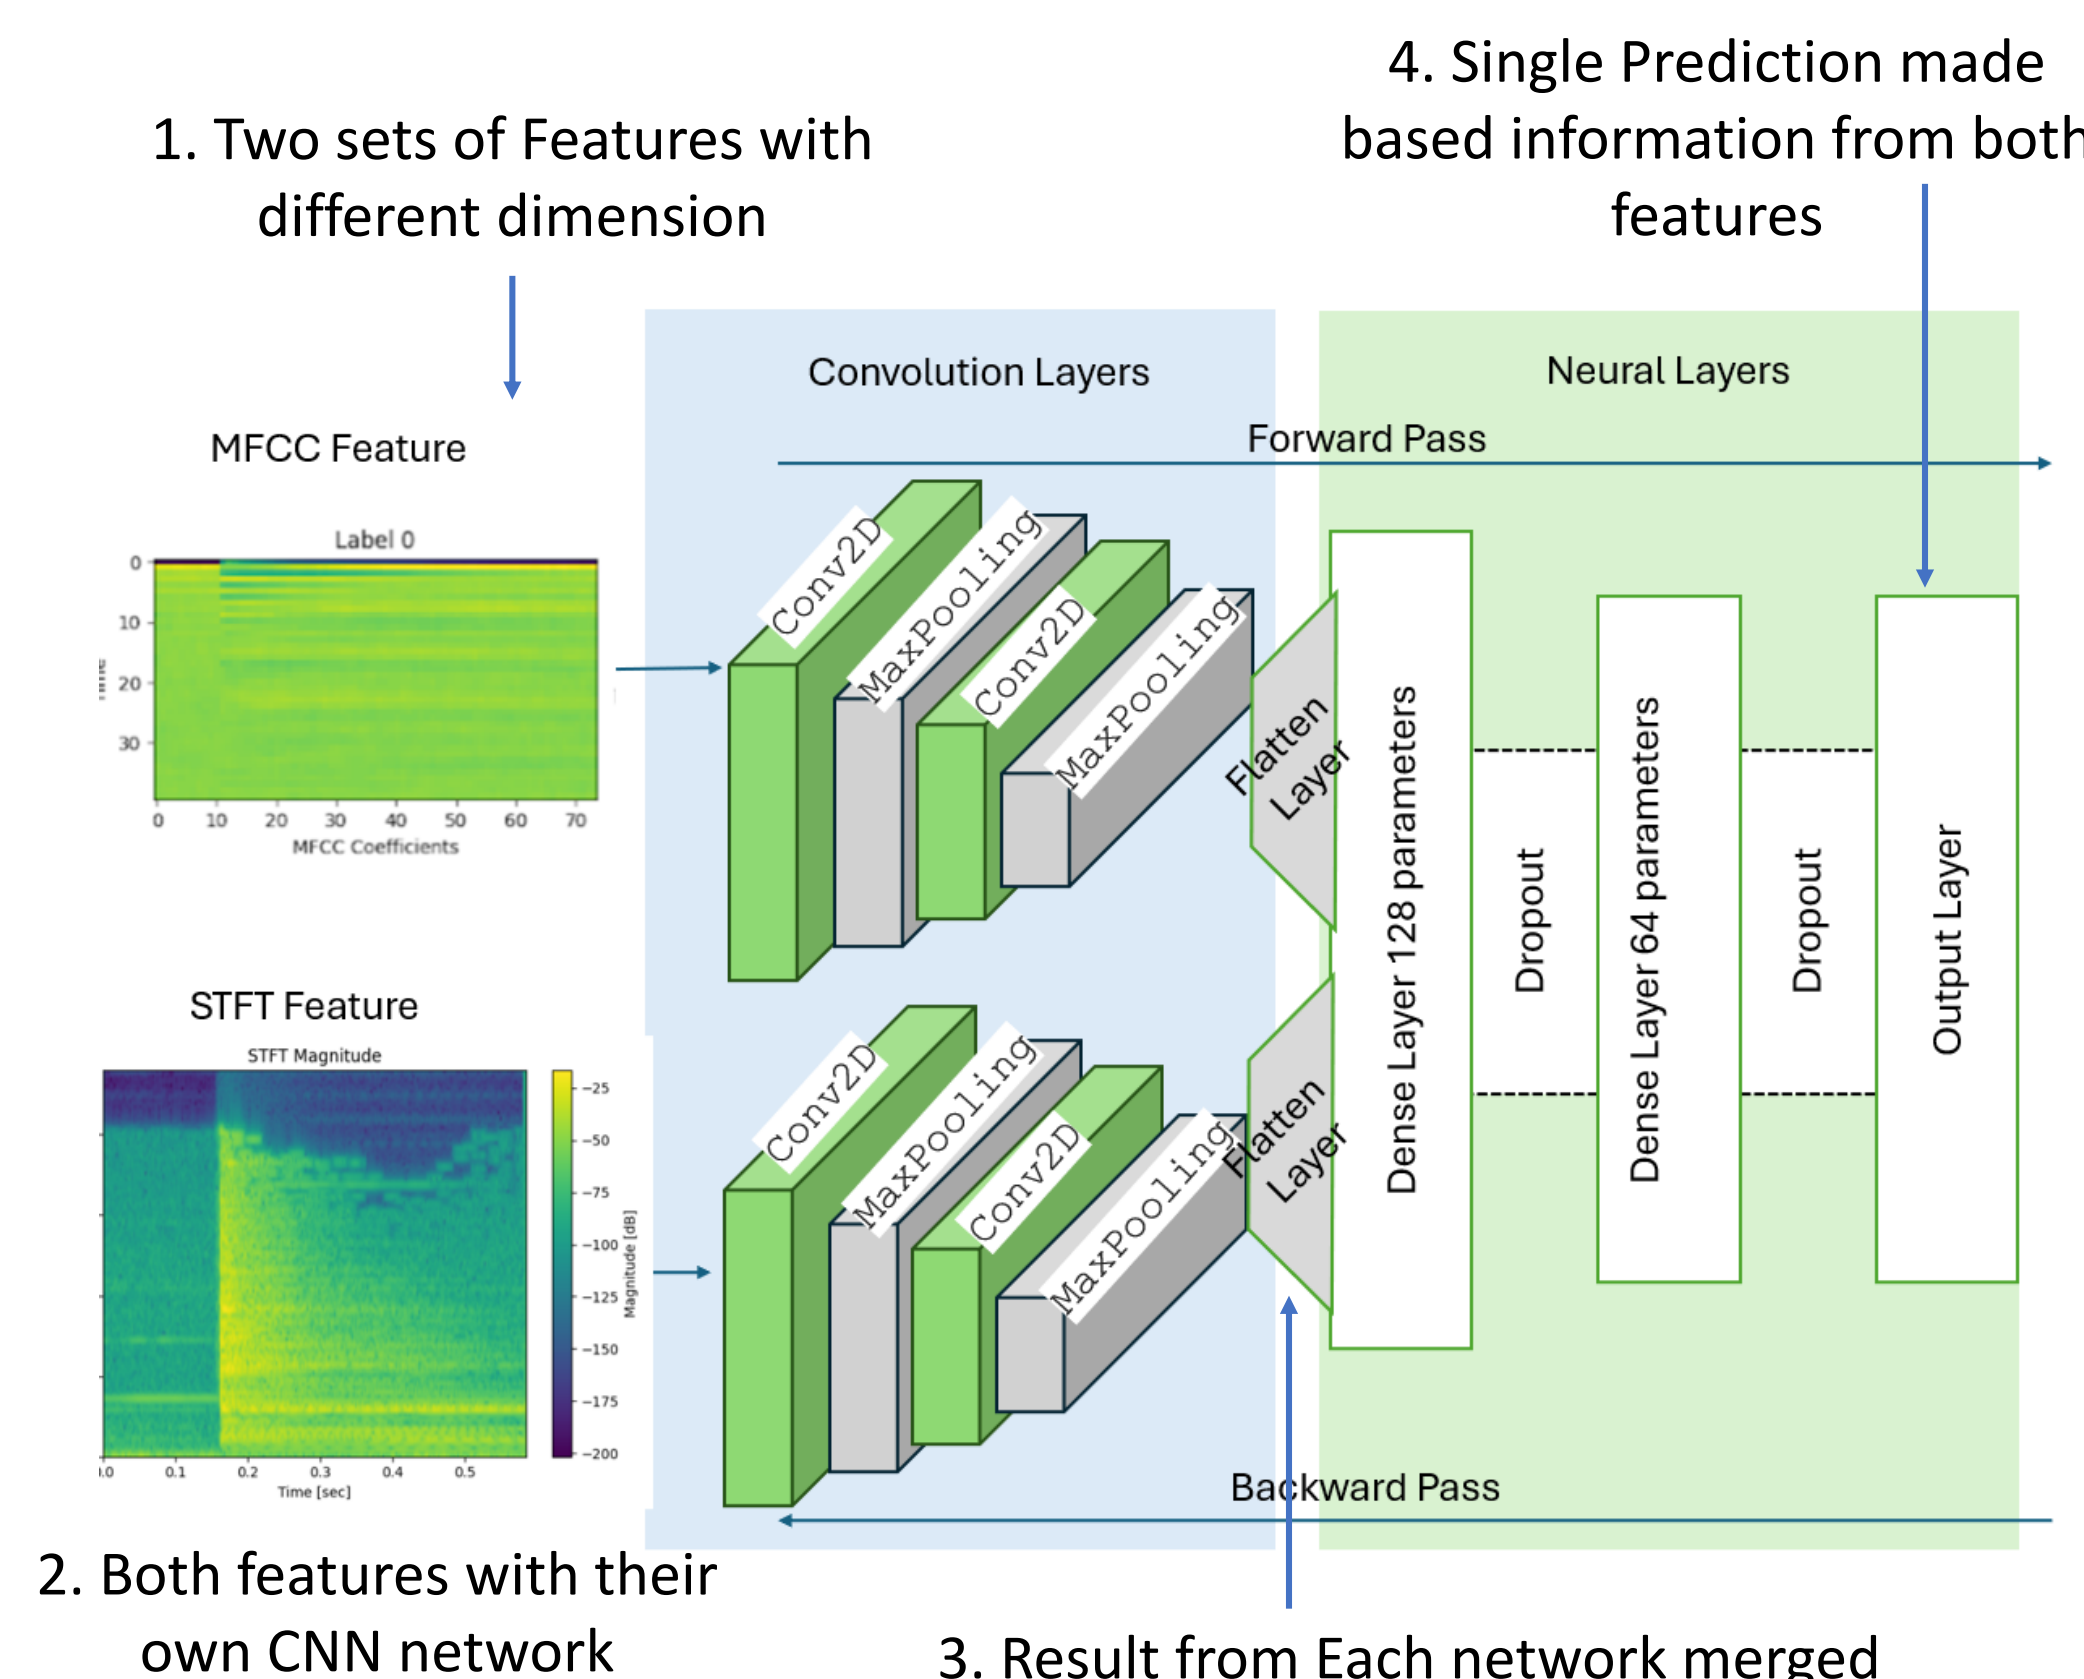 4. Single Prediction made
based information from both
features
1. Two sets of Features with
different dimension
Convolution Layers
Neural Layers
Forward Pass
MFCC Feature
Label 0
0
10
20
30
0 10 20 30 40 50 60 70
MFCC Coefficients
Conv2D
MaxPooling
Conv2D
MaxPooling
Flatten
Layer
STFT Feature
STFT Magnitude
−25
−50
−75
−100
−125
−150
−175
−200
Magnitude [dB]
.0 0.1 0.2 0.3 0.4 0.5
Time [sec]
Conv2D
MaxPooling
Conv2D
MaxPooling
Flatten
Layer
Dense Layer 128 parameters
Dropout
Dense Layer 64 parameters
Dropout
Output Layer
Backward Pass
2. Both features with their
own CNN network
3. Result from Each network merged